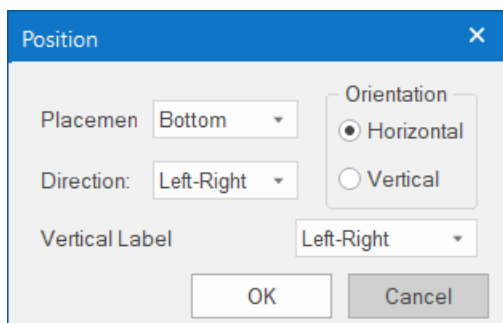 Position
Orientation
Placemen Bottom
Horizontal
Direction: Left-Right
Vertical
Vertical Label Left-Right
OK Cancel